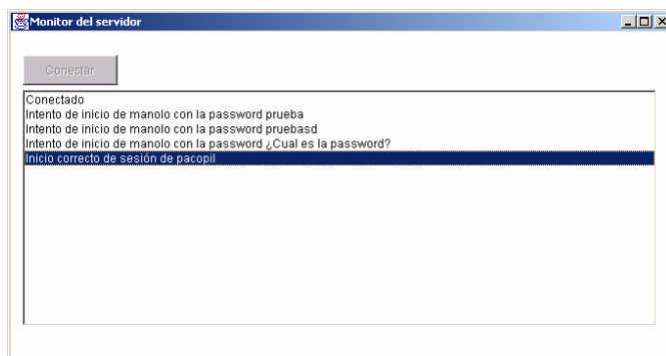 Monitor del servidor
Conectar
Conectado
Intento de inicio de manolo con la password prueba
Intento de inicio de manolo con la password pruebasd
Intento de inicio de manolo con la password ¿Cual es la password?
Inicio correcto de sesión de pacopil